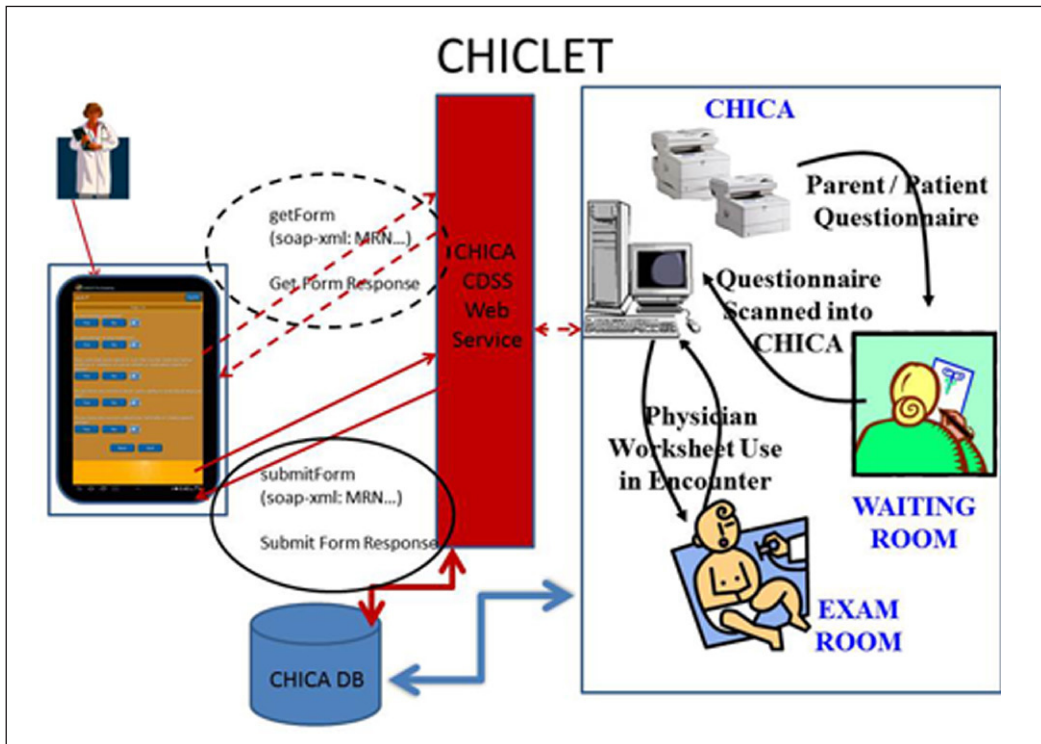 CHICLET
getForm
(soap-xml: MRN...)
Get Form Response
submitForm
(soap-xml: MRN...)
Submit Form Response
CHICA
CDSS
Web
Service
CHICA DB
CHICA
Parent / Patient
Questionnaire
Questionnaire
Scanned into
CHICA
WAITING
ROOM
Physician
Worksheet Use
in Encounter
EXAM
ROOM